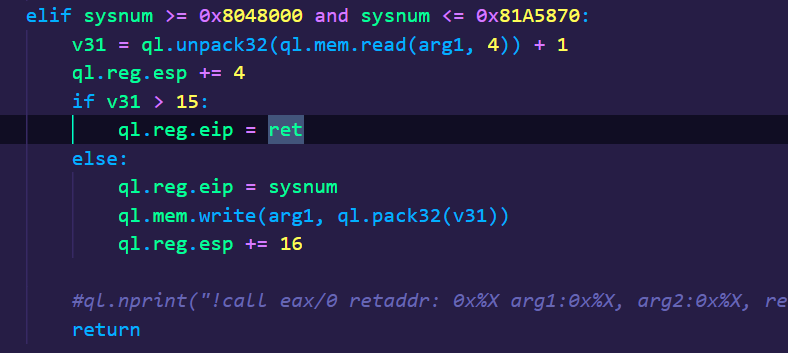 elif sysnum >= 0x8048000 and sysnum <= 0x81A5870:
v31 = ql.unpack32(ql.mem.read(arg1, 4)) + 1
ql.reg.esp += 4
if v31 > 15:
ql.reg.eip = ret
else:
ql.reg.eip = sysnum
ql.mem.write(arg1, ql.pack32(v31))
ql.reg.esp += 16
#ql.nprint("!call eax/0 retaddr: 0x%X arg1:0x%X, arg2:0x%X, re
return